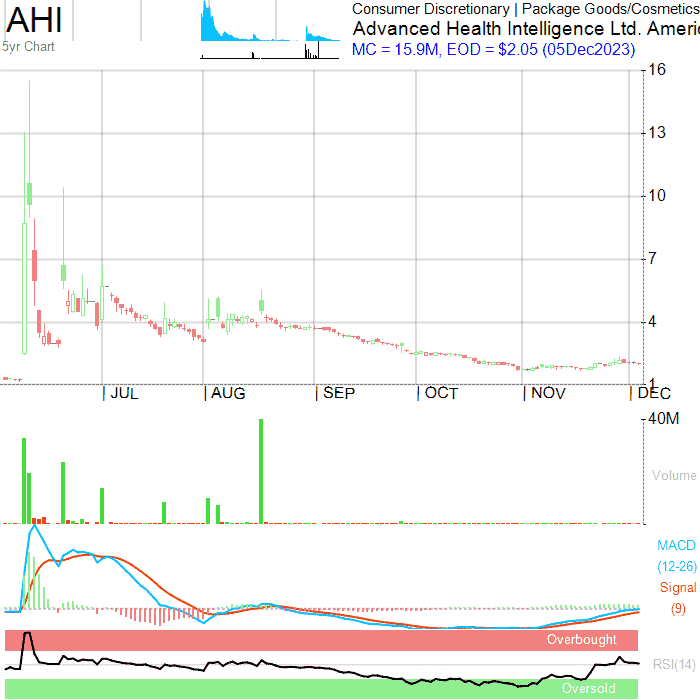 AHI
5yr Chart
Consumer Discretionary | Package Goods/Cosmetics
Advanced Health Intelligence Ltd. Ameri
MC = 15.9M, EOD = $2.05 (05Dec2023)
16
13
10
7
4
1
| JUL | AUG | SEP | OCT | NOV | DEC
40M
Volume
MACD
(12-26)
Signal
(9)
Overbought
RSI(14)
Oversold